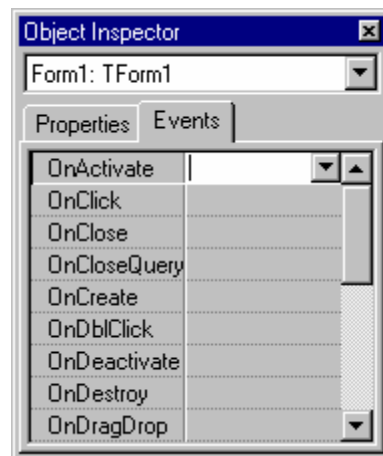 Object Inspector
Form1: TForm1
Properties Events
OnActivate
OnClick
OnClose
OnCloseQuery
OnCreate
OnDblClick
OnDeactivate
OnDestroy
OnDragDrop